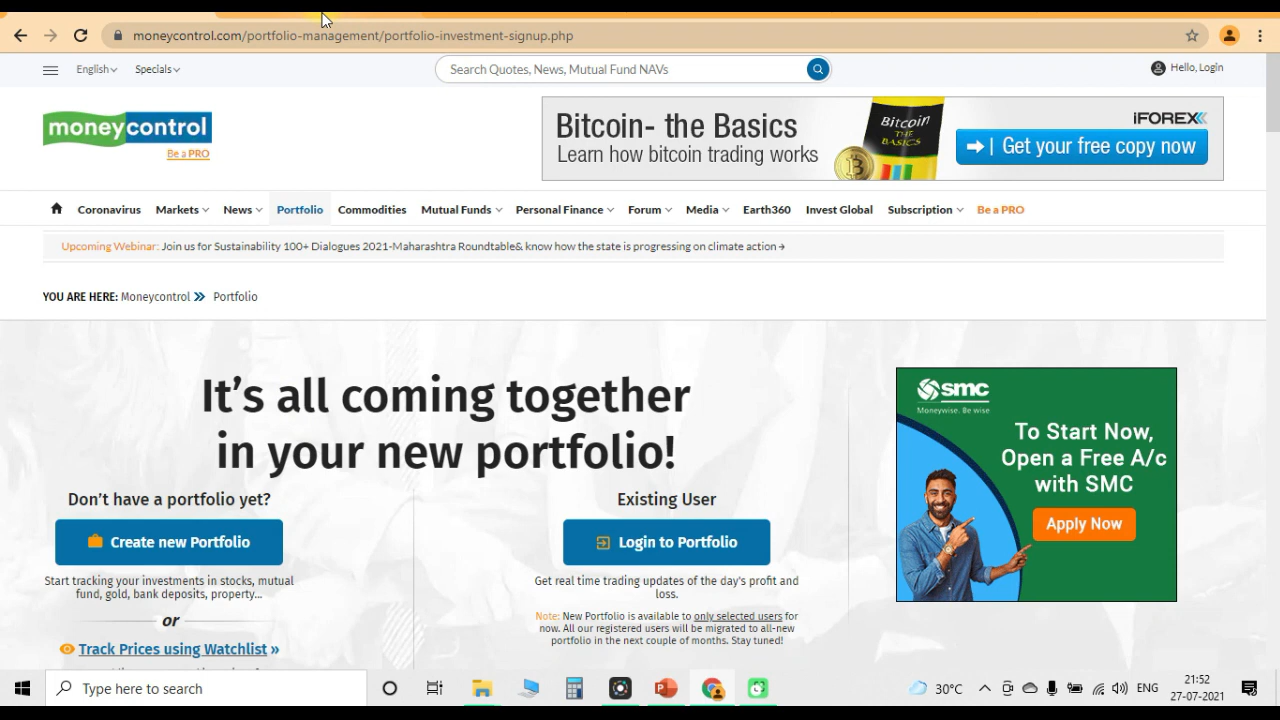 moneycontrol.com/portfolio-management/portfolio-investment-signup.php
English Specials Search Quotes, News, Mutual Fund NAVs Hello, Login
moneycontrol
Be a PRO
Bitcoin- the Basics
Learn how bitcoin trading works
Bitcoin
THE
BASICS
iFOREX
Get your free copy now
Coronavirus Markets News Portfolio Commodities Mutual Funds Personal Finance Forum Media Earth360 Invest Global Subscription Be a PRO
Upcoming Webinar: Join us for Sustainability 100+ Dialogues 2021-Maharashtra Roundtable& know how the state is progressing on climate action
YOU ARE HERE: Moneycontrol » Portfolio
It's all coming together
in your new portfolio!
Don't have a portfolio yet?
Create new Portfolio
Start tracking your investments in stocks, mutual
fund, gold, bank deposits, property...
or
Track Prices using Watchlist »
Existing User
Login to Portfolio
Get real time trading updates of the day's profit and
loss.
Note: New Portfolio is available to only selected users for
now. All our registered users will be migrated to all-new
portfolio in the next couple of months. Stay tuned!
smc
Moneywise. Be wise
To Start Now,
Open a Free A/c
with SMC
Apply Now
Type here to search
30°C
ENG
21:52
27-07-2021